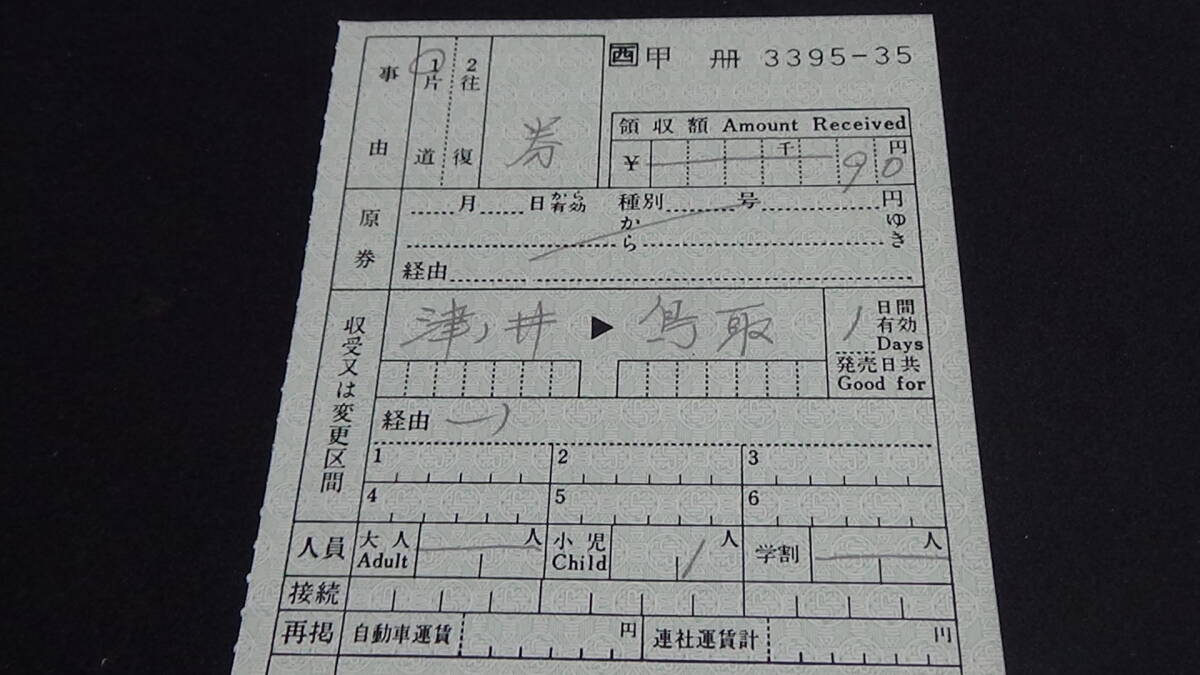 西 甲 冊 3395-35
事由
1片道
2往復
券
領収額 Amount Received
¥ 千 円
90
原券
月 日から有効 種別 号 円
から ゆき
経由
収受又は変更区間
津ノ井 ▶ 鳥取
1 日間有効
Days
発売日共
Good for
経由
1 2 3
4 5 6
人員 大人 Adult 人 小児 Child 1 人 学割 人
接続
再掲 自動車運賃 円 連社運賃計 円